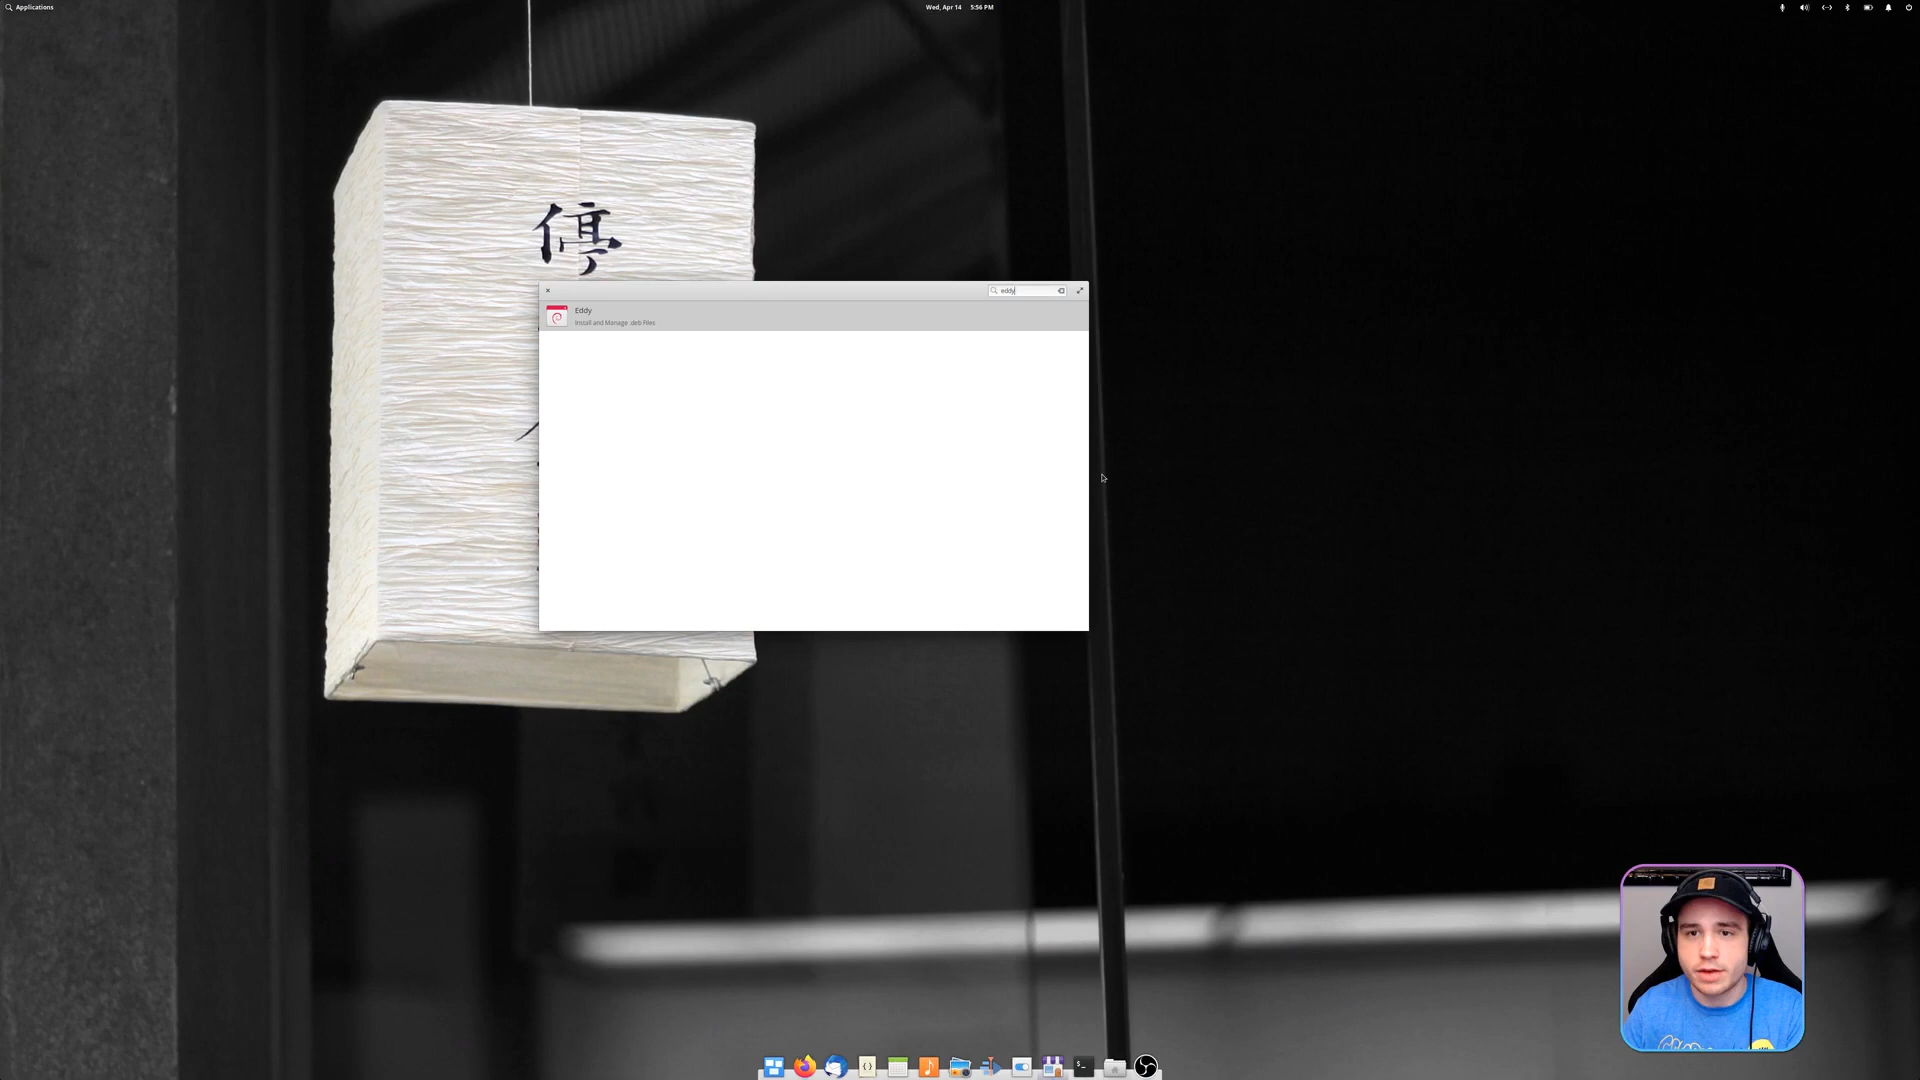 Applications
Wed, Apr 14 5:56 PM
停
eddy
Eddy
Install and Manage .deb Files